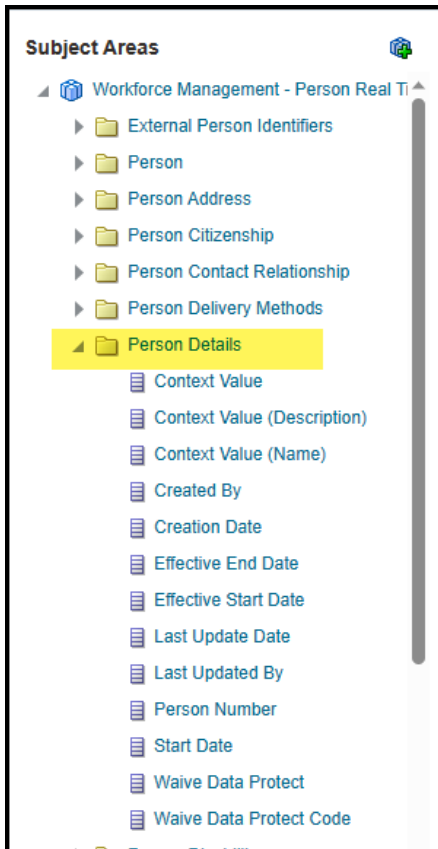 Subject Areas
Workforce Management - Person Real Ti
External Person Identifiers
Person
Person Address
Person Citizenship
Person Contact Relationship
Person Delivery Methods
Person Details
Context Value
Context Value (Description)
Context Value (Name)
Created By
Creation Date
Effective End Date
Effective Start Date
Last Update Date
Last Updated By
Person Number
Start Date
Waive Data Protect
Waive Data Protect Code